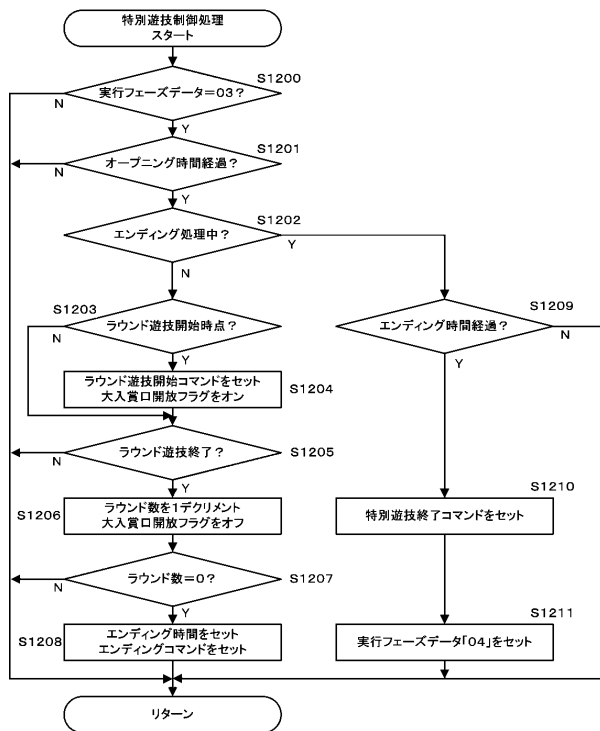 特別遊技制御処理
スタート
S1200
実行フェーズデータ＝03？
N
Y
S1201
オープニング時間経過？
N
Y
S1202
エンディング処理中？
Y
N
S1203
ラウンド遊技開始時点？
N
Y
S1209
エンディング時間経過？
N
Y
ラウンド遊技開始コマンドをセット
大入賞口開放フラグをオン
S1204
ラウンド遊技終了？
S1205
N
Y
S1206
ラウンド数を1デクリメント
大入賞口開放フラグをオフ
S1210
特別遊技終了コマンドをセット
ラウンド数＝0？
S1207
N
Y
S1208
エンディング時間をセット
エンディングコマンドをセット
S1211
実行フェーズデータ「04」をセット
リターン